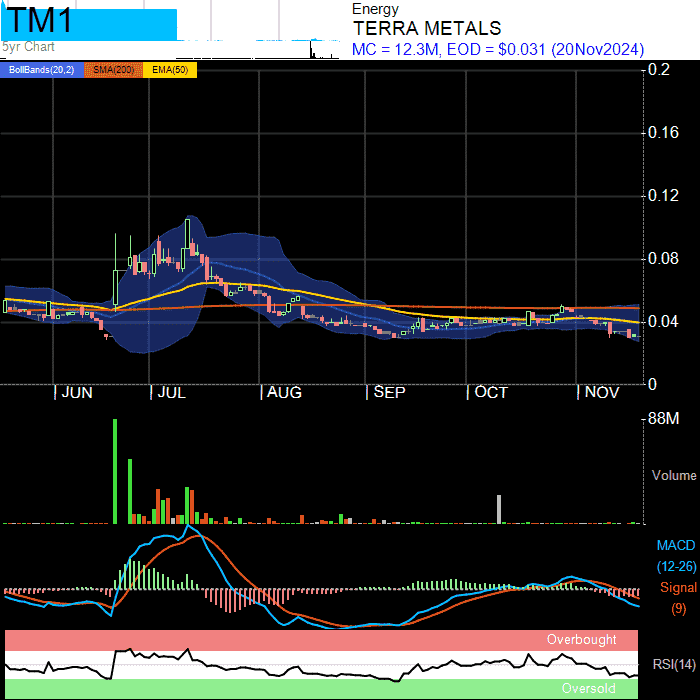 TM1
5yr Chart
Energy
TERRA METALS
MC = 12.3M, EOD = $0.031 (20Nov2024)
BollBands(20,2) SMA(200) EMA(50)
0.2
0.16
0.12
0.08
0.04
0
JUN JUL AUG SEP OCT NOV
88M
Volume
MACD
(12-26)
Signal
(9)
Overbought
RSI(14)
Oversold